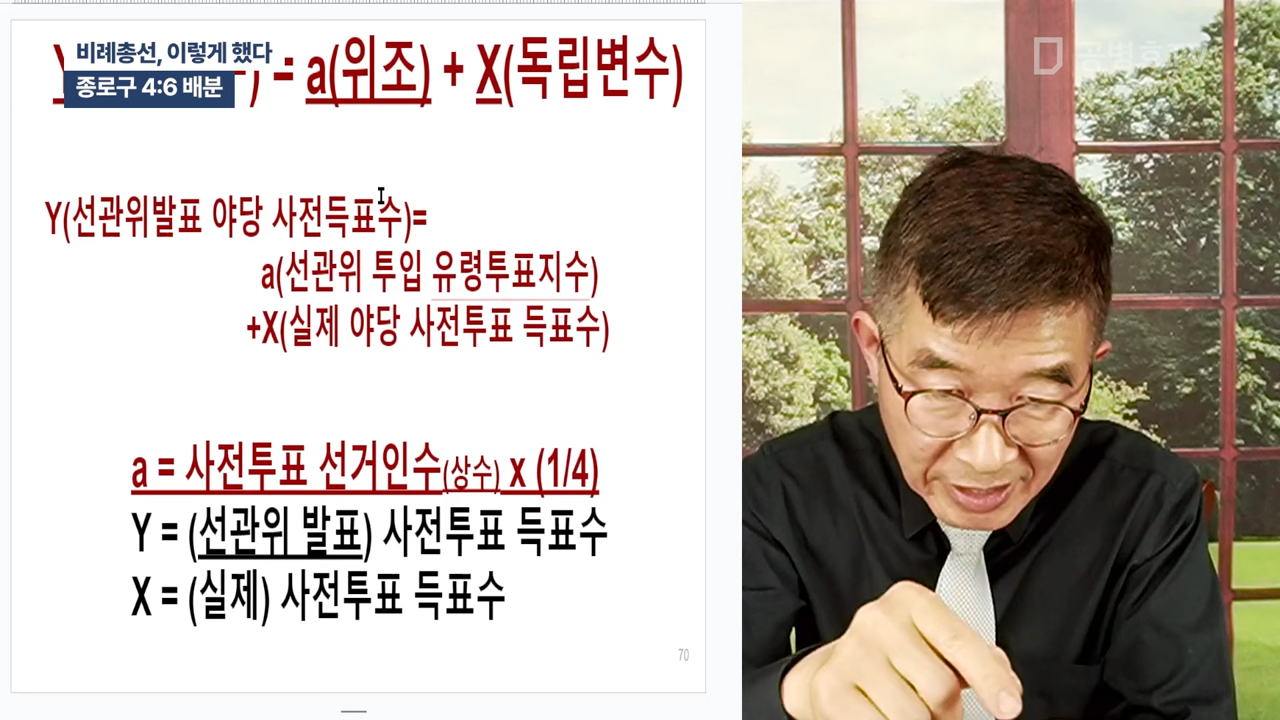 비례총선, 이렇게 했다
종로구 4:6 배분
) = a(위조) + X(독립변수)
Y(선관위발표 야당 사전득표수)=
a(선관위 투입 유령투표지수)
+X(실제 야당 사전투표 득표수)
a = 사전투표 선거인수(상수) x (1/4)
Y = (선관위 발표) 사전투표 득표수
X = (실제) 사전투표 득표수
70